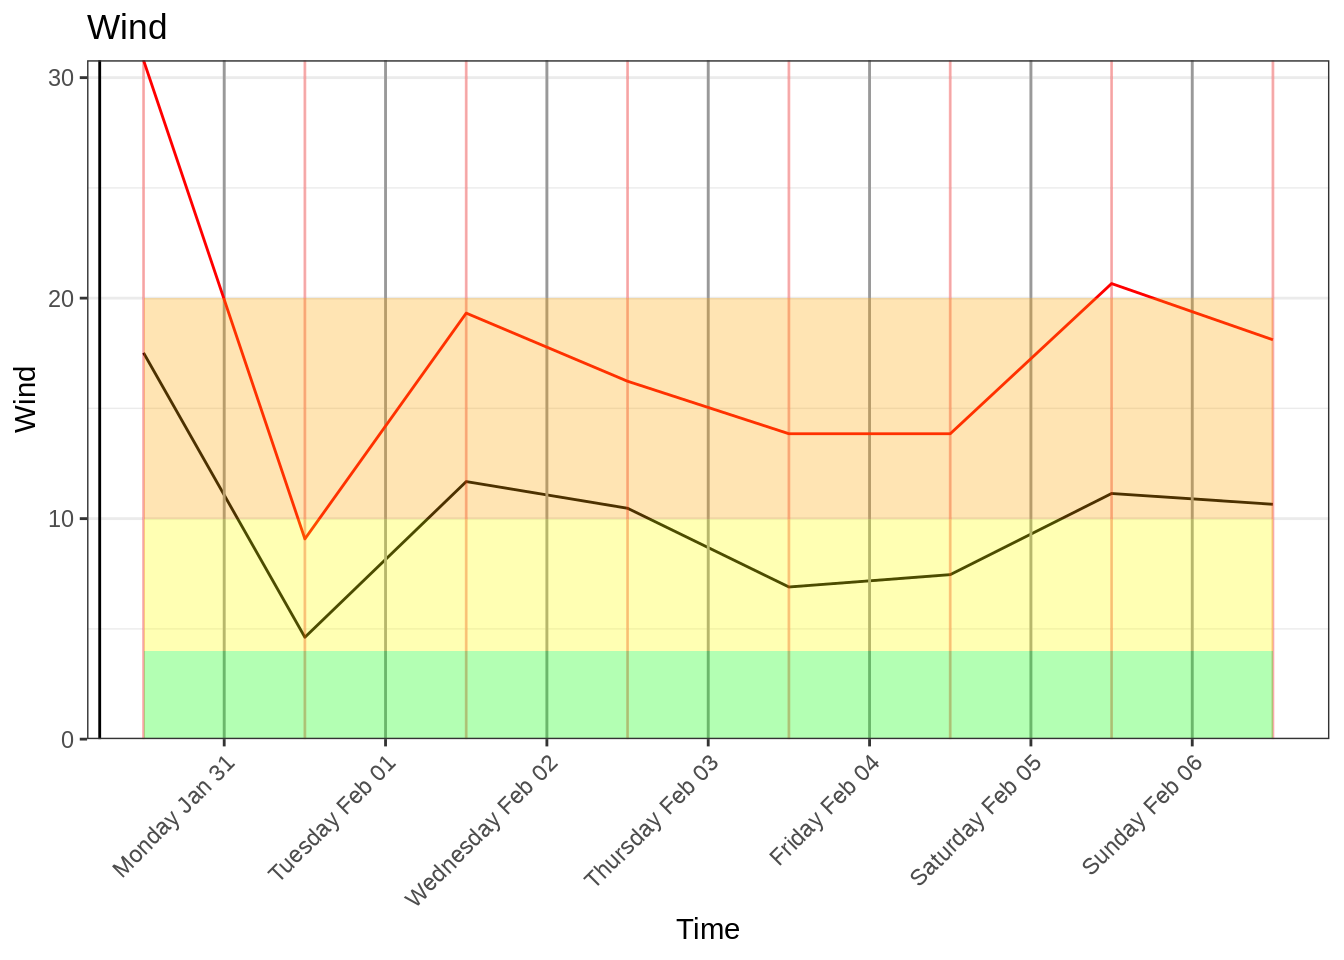 Wind
30
20
10
0
Wind
Monday Jan 31
Tuesday Feb 01
Wednesday Feb 02
Thursday Feb 03
Friday Feb 04
Saturday Feb 05
Sunday Feb 06
Time